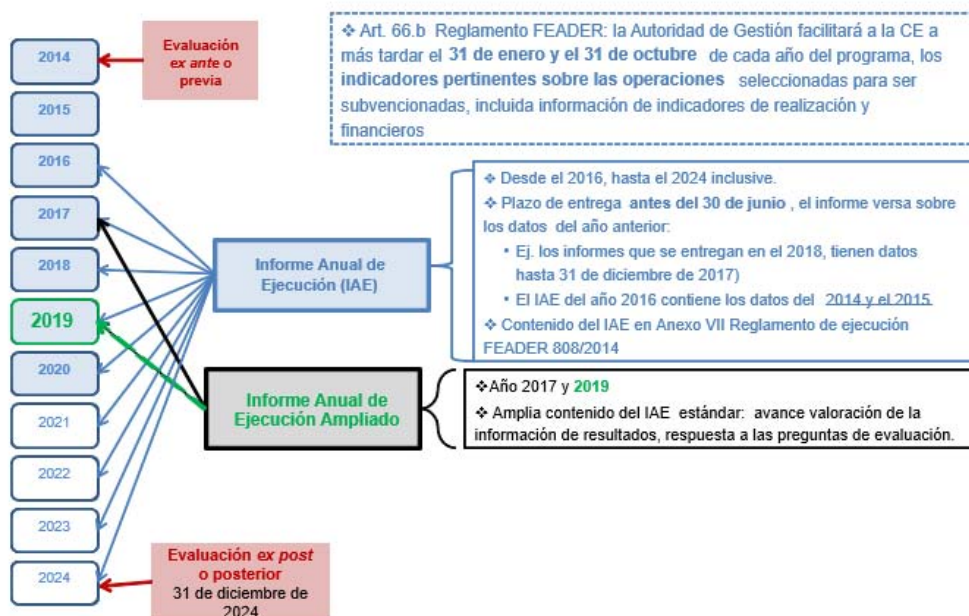 2014
2015
2016
2017
2018
2019
2020
2021
2022
2023
2024
Evaluación
ex ante o
previa
❖ Art. 66.b Reglamento FEADER: la Autoridad de Gestión facilitará a la CE a
más tardar el 31 de enero y el 31 de octubre de cada año del programa, los
indicadores pertinentes sobre las operaciones seleccionadas para ser
subvencionadas, incluida información de indicadores de realización y
financieros
Informe Anual de
Ejecución (IAE)
❖ Desde el 2016, hasta el 2024 inclusive.
❖ Plazo de entrega antes del 30 de junio , el informe versa sobre
los datos del año anterior:
• Ej. los informes que se entregan en el 2018, tienen datos
hasta 31 de diciembre de 2017)
• El IAE del año 2016 contiene los datos del 2014 y el 2015
❖ Contenido del IAE en Anexo VII Reglamento de ejecución
FEADER 808/2014
Informe Anual de
Ejecución Ampliado
❖Año 2017 y 2019
❖ Amplia contenido del IAE estándar: avance valoración de la
información de resultados, respuesta a las preguntas de evaluación.
Evaluación ex post
o posterior
31 de diciembre de
2024